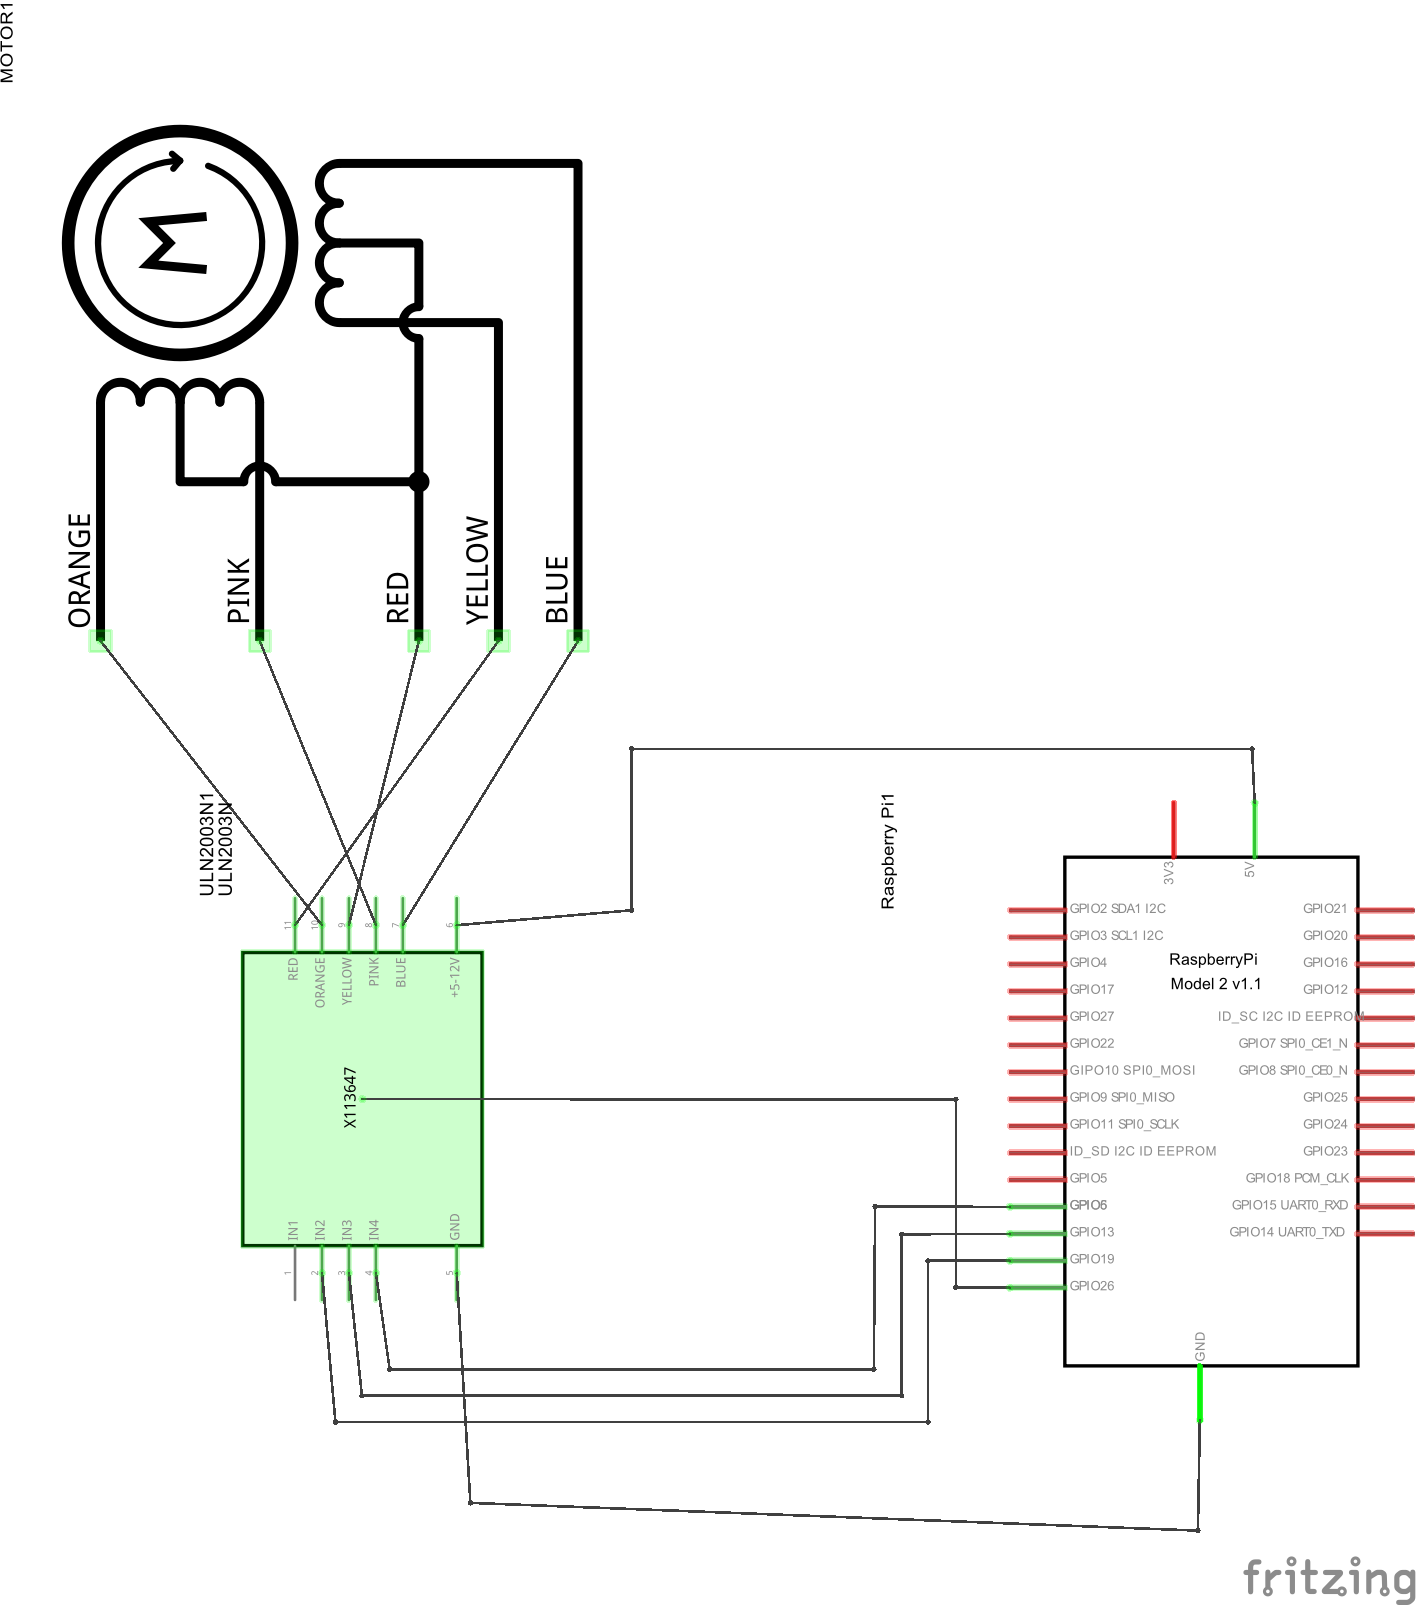 MOTOR1
ORANGE
PINK
RED
YELLOW
BLUE
ULN2003N1
ULN2003N
11
10
9
8
7
6
RED
ORANGE
YELLOW
PINK
BLUE
+5-12V
X113647
IN1
IN2
IN3
IN4
GND
1
2
3
4
5
Raspberry Pi1
3V3
5V
RaspberryPi
Model 2 v1.1
GPIO2 SDA1 I2C
GPIO3 SCL1 I2C
GPIO4
GPIO17
GPIO27
GPIO22
GIPO10 SPI0_MOSI
GPIO9 SPI0_MISO
GPIO11 SPI0_SCLK
ID_SD I2C ID EEPROM
GPIO5
GPIO6
GPIO13
GPIO19
GPIO26
GPIO21
GPIO20
GPIO16
GPIO12
ID_SC I2C ID EEPROM
GPIO7 SPI0_CE1_N
GPIO8 SPI0_CE0_N
GPIO25
GPIO24
GPIO23
GPIO18 PCM_CLK
GPIO15 UART0_RXD
GPIO14 UART0_TXD
GND
fritzing